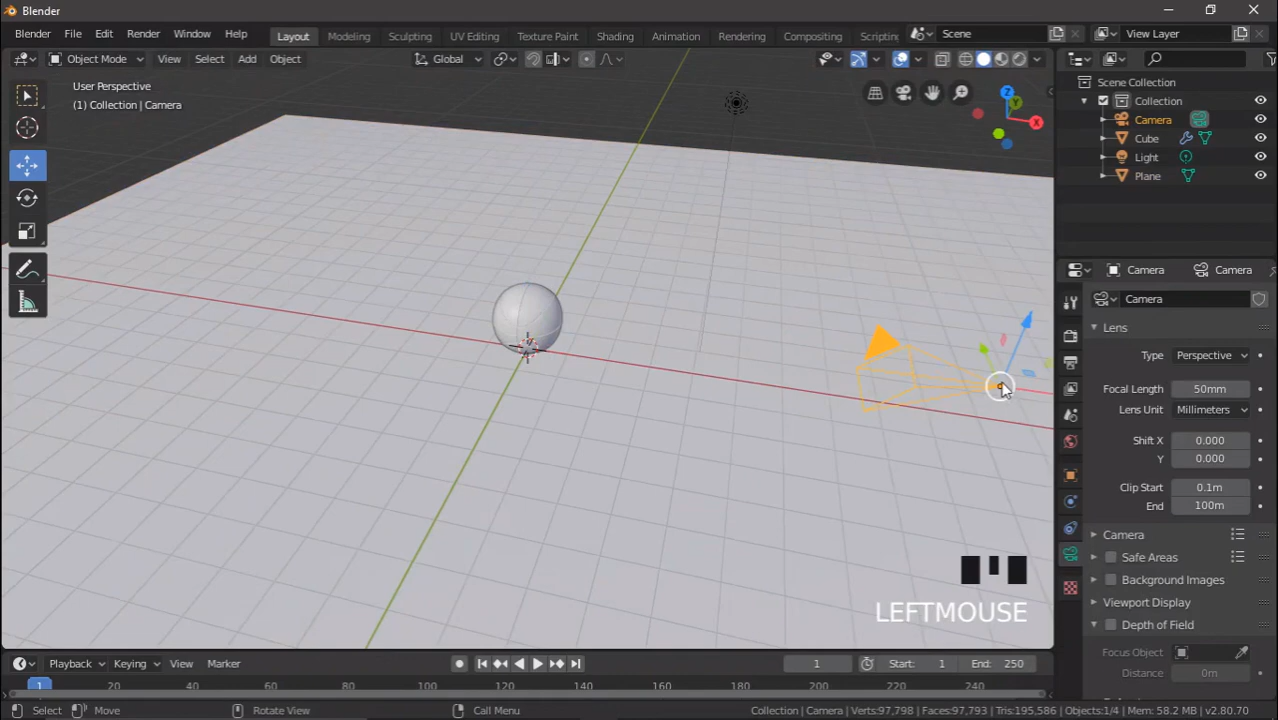 Blender
Blender File Edit Render Window Help Layout Modeling Sculpting UV Editing Texture Paint Shading Animation Rendering Compositing Scriptin Scene View Layer
Object Mode View Select Add Object Global
User Perspective
(1) Collection | Camera
Z
Y
X
Scene Collection
Collection
Camera
Cube
Light
Plane
Camera Camera
Camera
Lens
Type Perspective
Focal Length 50mm
Lens Unit Millimeters
Shift X 0.000
Y 0.000
Clip Start 0.1m
End 100m
Camera
Safe Areas
Background Images
Viewport Display
Depth of Field
Focus Object
Distance 0m
LEFTMOUSE
Playback Keying View Marker 1 Start: 1 End: 250
1 20 40 60 80 100 120 140 160 180 200 220 240
Select Move Rotate View Call Menu Collection | Camera | Verts:97,798 | Faces:97,793 | Tris:195,586 | Objects:1/4 | Mem: 58.2 MB | v2.80.70